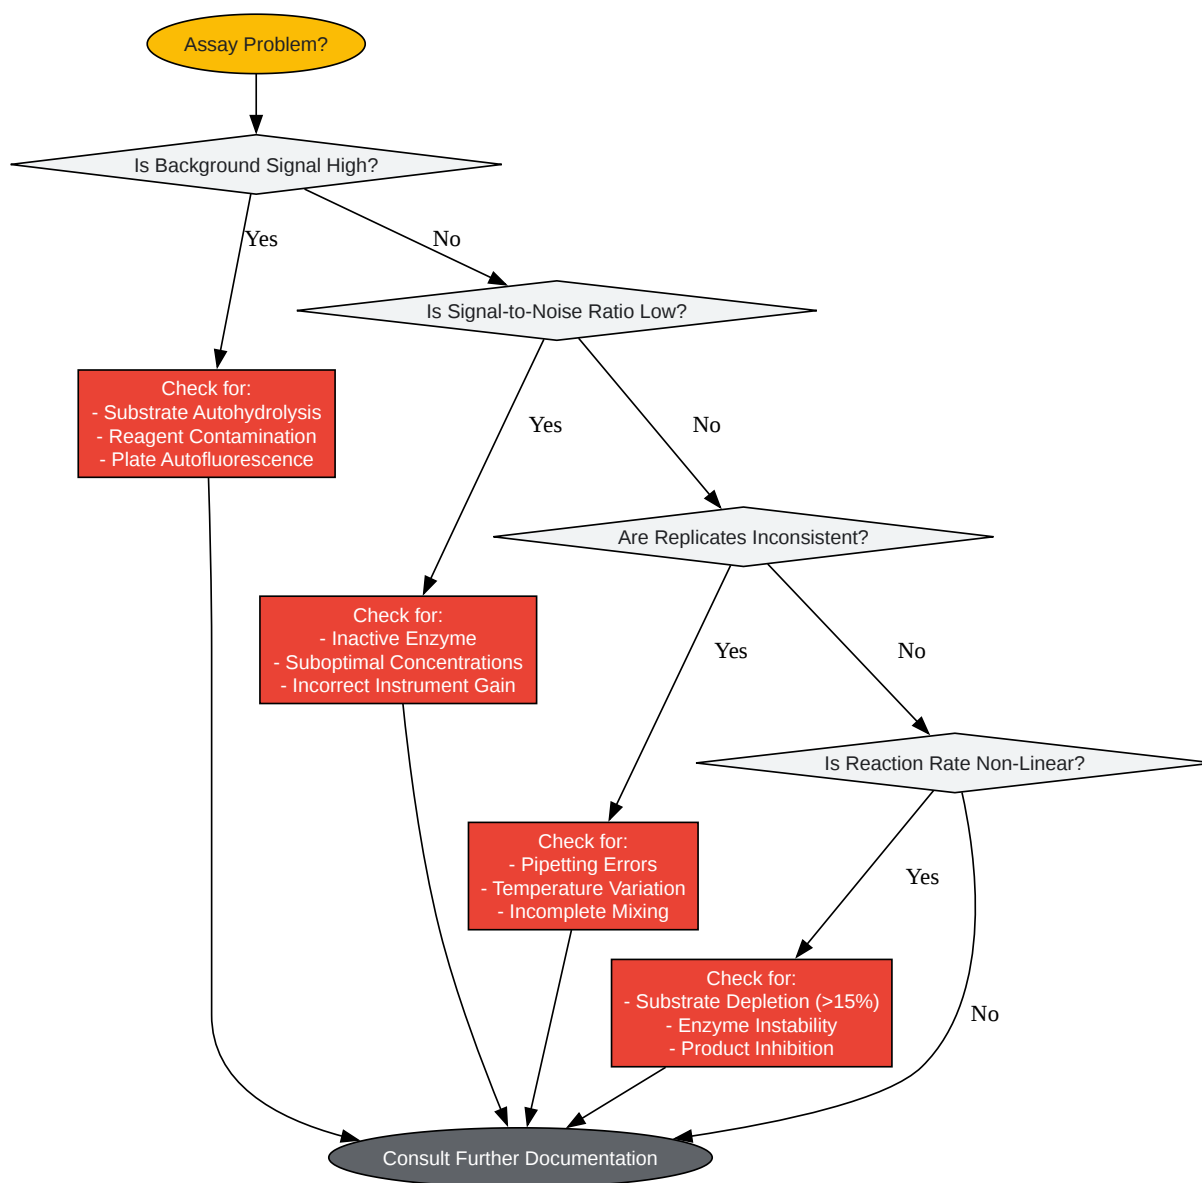 Assay Problem?
Is Background Signal High?
Yes
No
Is Signal-to-Noise Ratio Low?
Check for:
- Substrate Autohydrolysis
- Reagent Contamination
- Plate Autofluorescence
Yes
No
Are Replicates Inconsistent?
Check for:
- Inactive Enzyme
- Suboptimal Concentrations
- Incorrect Instrument Gain
Yes
No
Is Reaction Rate Non-Linear?
Check for:
- Pipetting Errors
- Temperature Variation
- Incomplete Mixing
Yes
No
Check for:
- Substrate Depletion (>15%)
- Enzyme Instability
- Product Inhibition
Consult Further Documentation